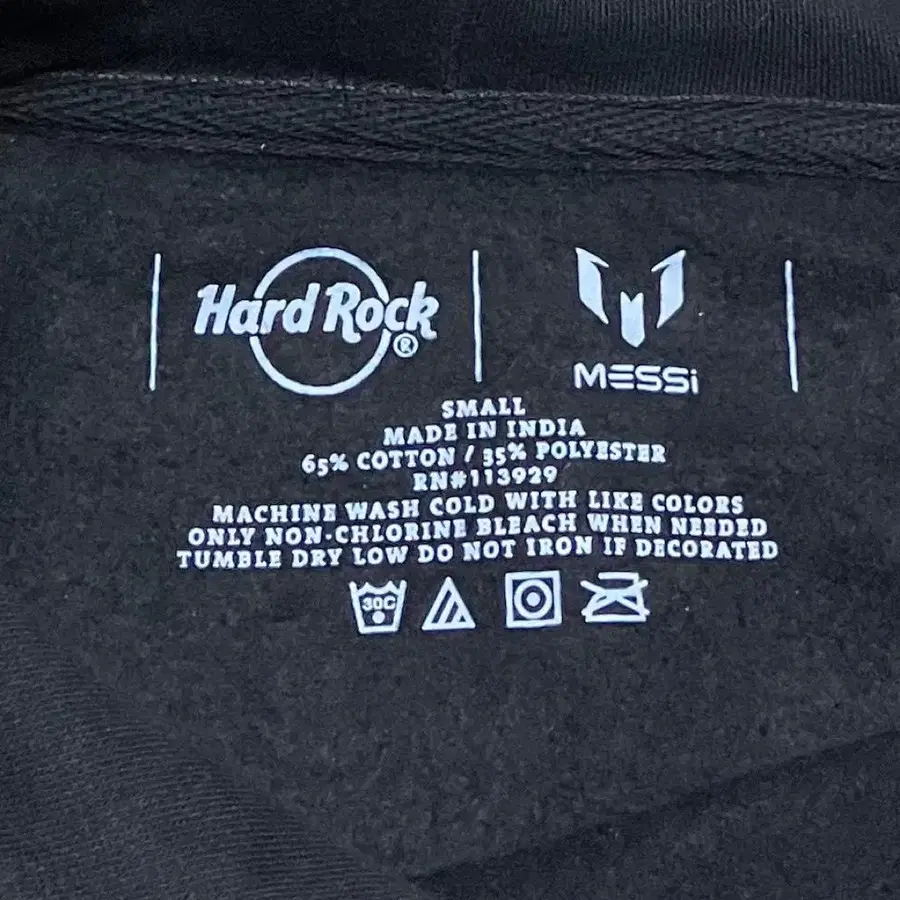 Hard Rock®
MESSi
SMALL
MADE IN INDIA
65% COTTON / 35% POLYESTER
RN#113929
MACHINE WASH COLD WITH LIKE COLORS
ONLY NON-CHLORINE BLEACH WHEN NEEDED
TUMBLE DRY LOW DO NOT IRON IF DECORATED
30C